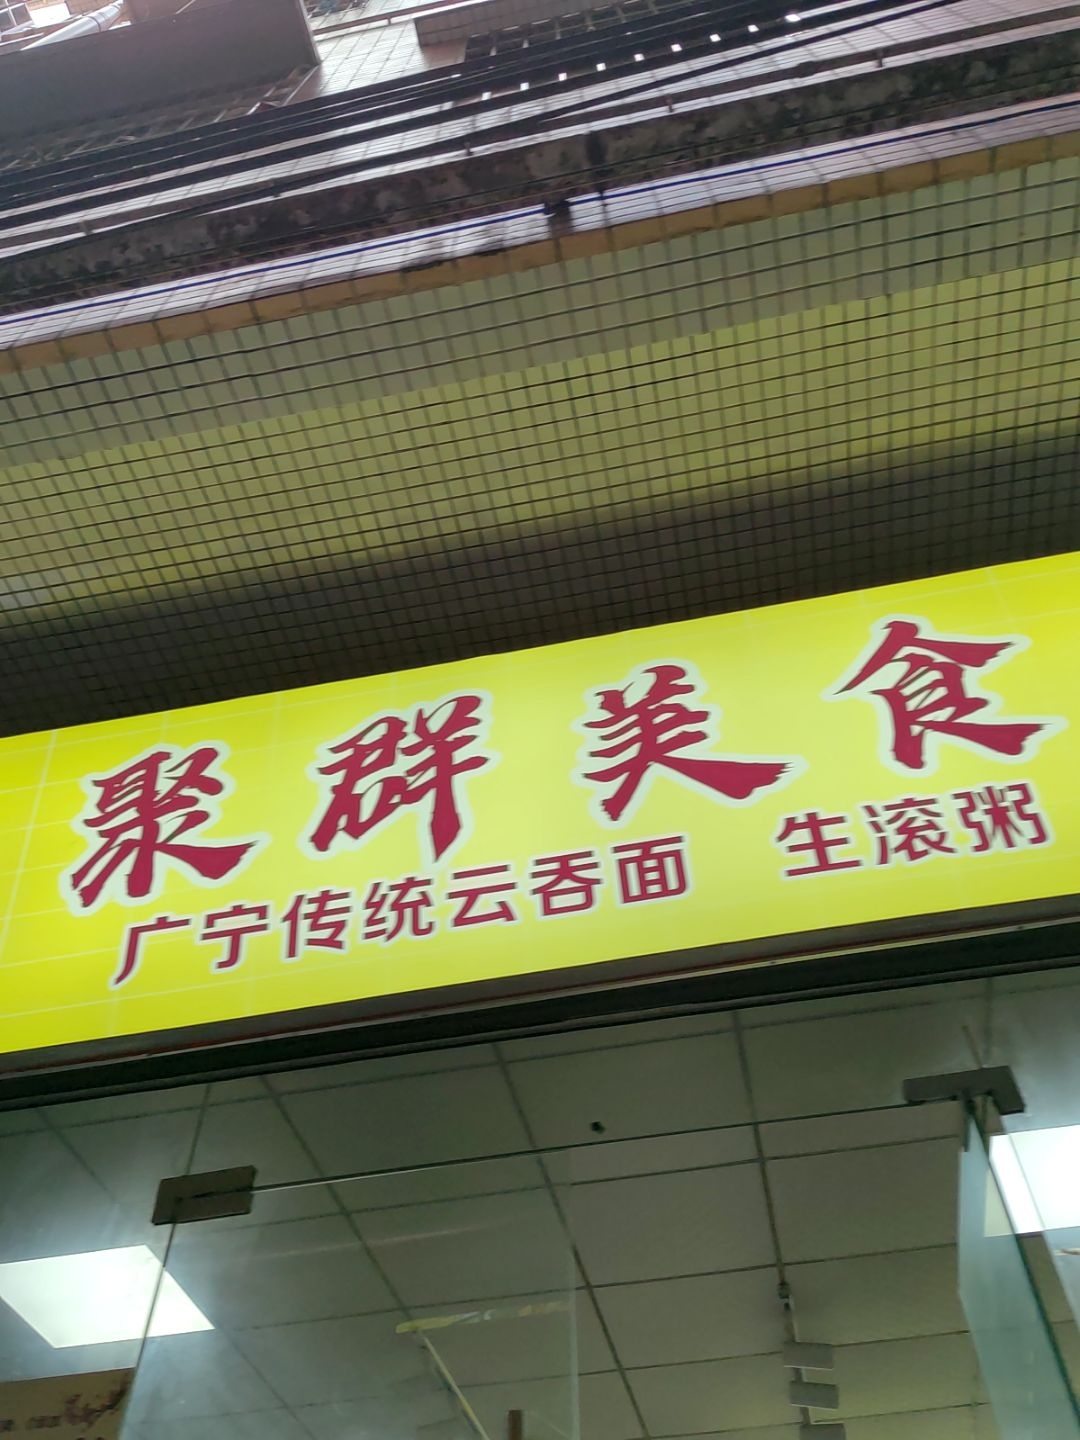 聚群美食
广宁传统云吞面 生滚粥